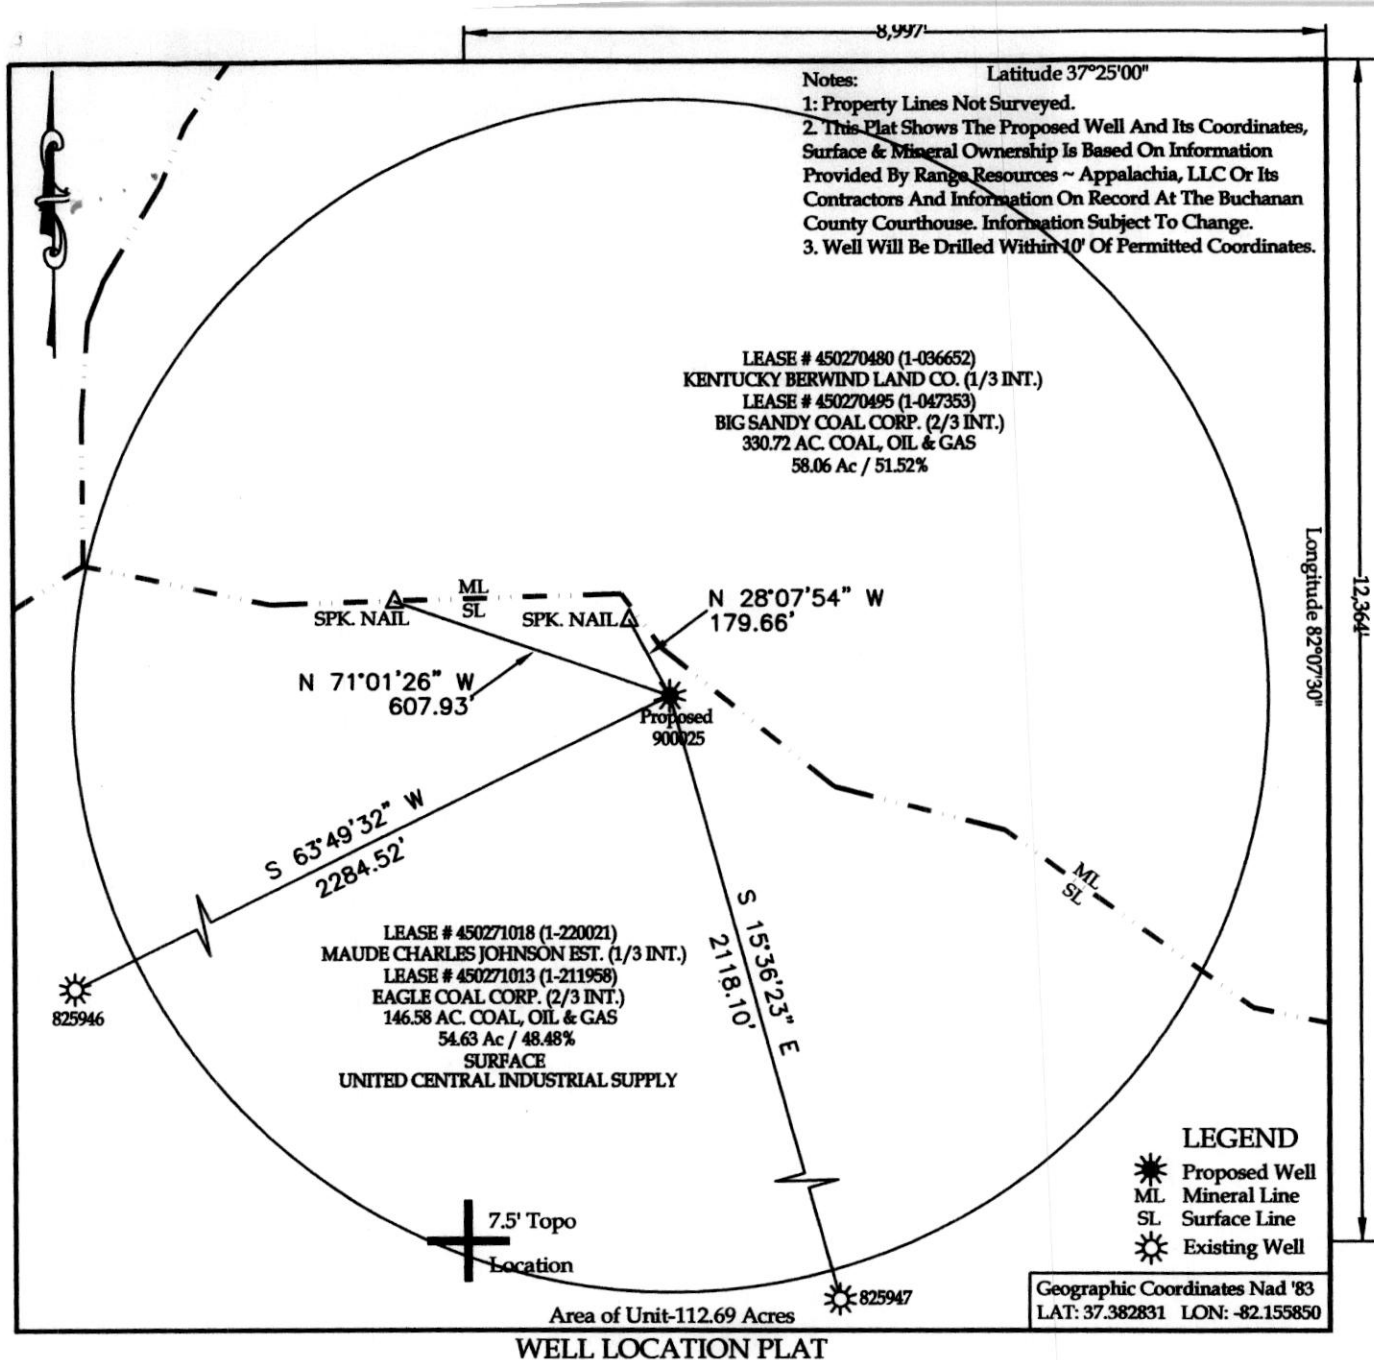 8,997'
Notes:
Latitude 37°25'00"
1: Property Lines Not Surveyed.
2. This Plat Shows The Proposed Well And Its Coordinates,
Surface & Mineral Ownership Is Based On Information
Provided By Range Resources ~ Appalachia, LLC Or Its
Contractors And Information On Record At The Buchanan
County Courthouse. Information Subject To Change.
3. Well Will Be Drilled Within 10' Of Permitted Coordinates.
LEASE # 450270480 (1-036652)
KENTUCKY BERWIND LAND CO. (1/3 INT.)
LEASE # 450270495 (1-047353)
BIG SANDY COAL CORP. (2/3 INT.)
330.72 AC. COAL, OIL & GAS
58.06 Ac / 51.52%
Longitude 82°07'30"
12,364'
ML
SL
SPK. NAIL
SPK. NAIL
N 28°07'54" W
179.66'
N 71°01'26" W
607.93'
Proposed
900025
S 63°49'32" W
2284.52'
ML
SL
S 15°36'23" E
2118.10'
LEASE # 450271018 (1-220021)
MAUDE CHARLES JOHNSON EST. (1/3 INT.)
LEASE # 450271013 (1-211958)
EAGLE COAL CORP. (2/3 INT.)
146.58 AC. COAL, OIL & GAS
54.63 Ac / 48.48%
SURFACE
UNITED CENTRAL INDUSTRIAL SUPPLY
825946
LEGEND
Proposed Well
ML Mineral Line
SL Surface Line
Existing Well
7.5' Topo
Location
825947
Area of Unit-112.69 Acres
Geographic Coordinates Nad '83
LAT: 37.382831 LON: -82.155850
WELL LOCATION PLAT